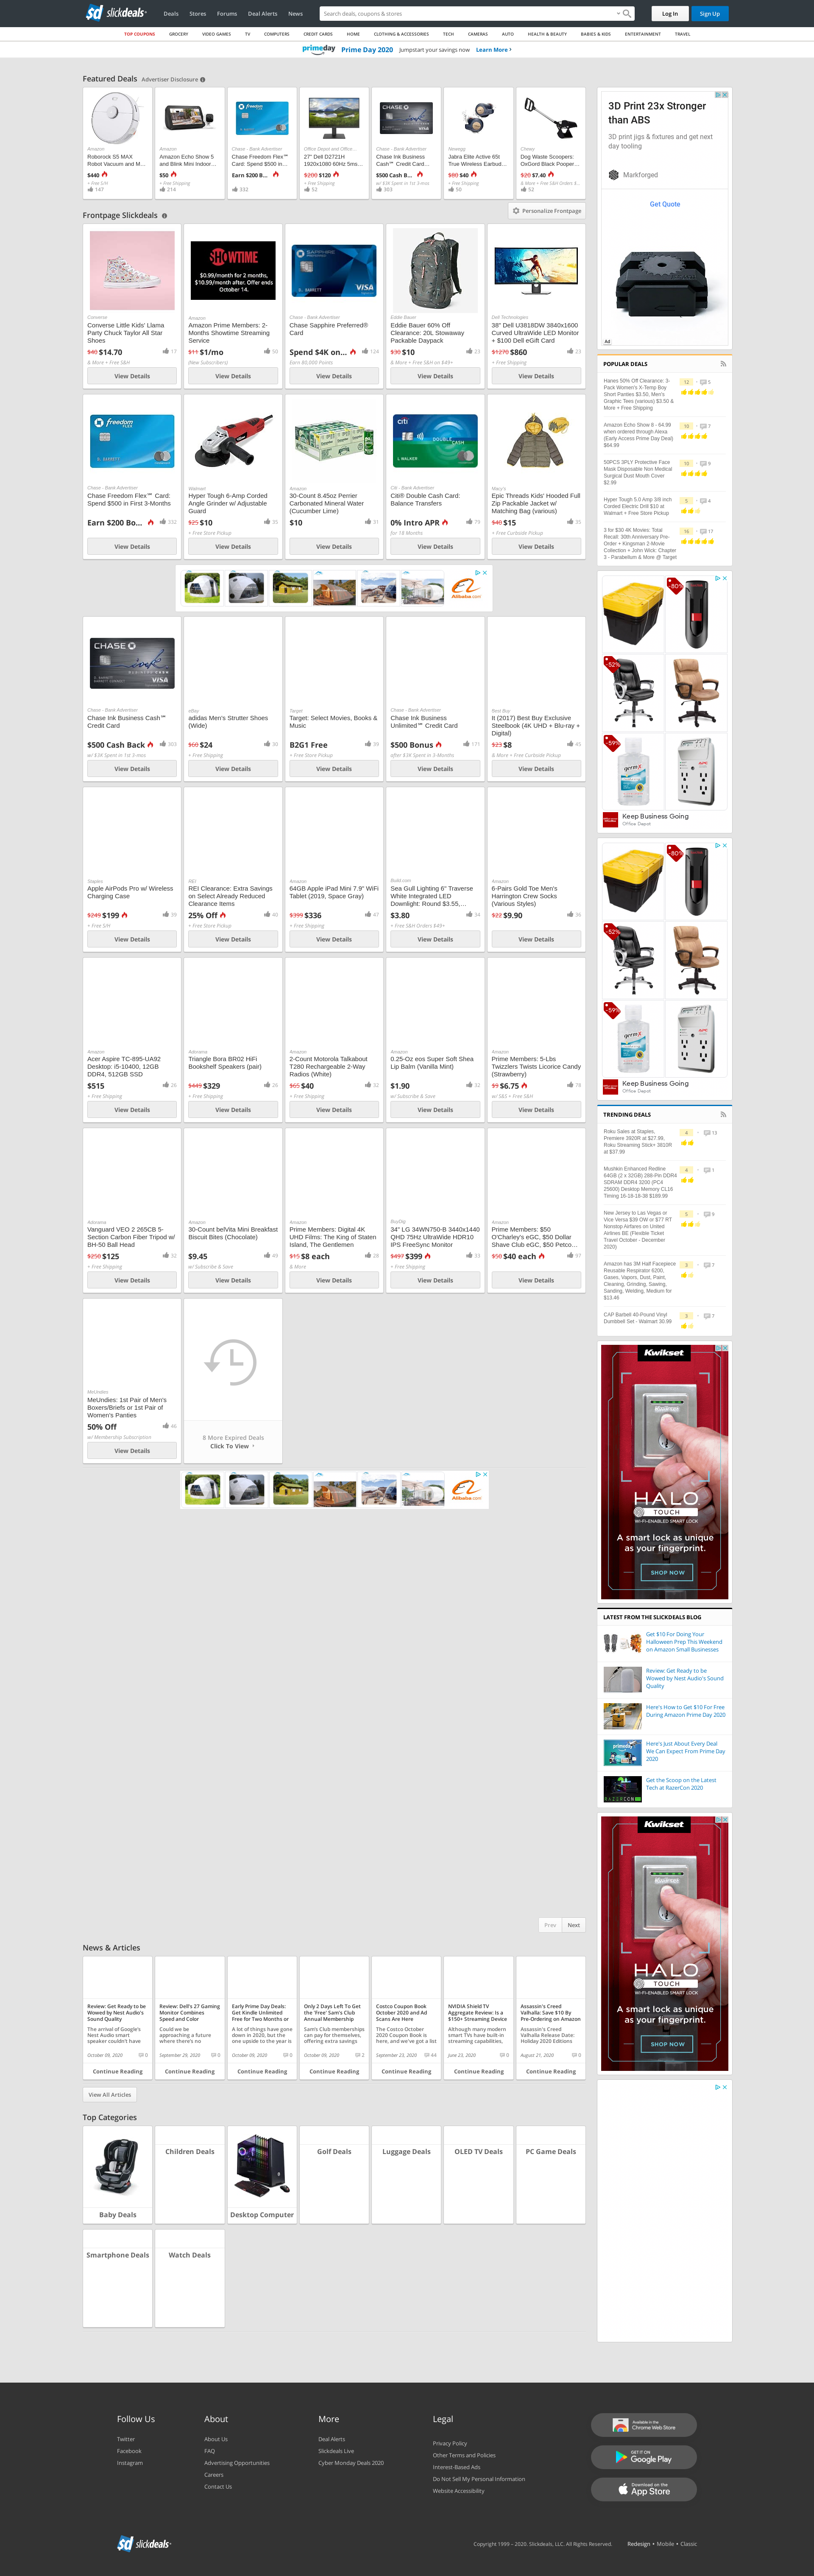 slickdeals
Deals
Stores
Forums
Deal Alerts
News
Search deals, coupons & stores
Log In
Sign Up
TOP COUPONS
GROCERY
VIDEO GAMES
TV
COMPUTERS
CREDIT CARDS
HOME
CLOTHING & ACCESSORIES
TECH
CAMERAS
AUTO
HEALTH & BEAUTY
BABIES & KIDS
ENTERTAINMENT
TRAVEL
prime day
Prime Day 2020
Jumpstart your savings now
Learn More
Featured Deals
Advertiser Disclosure
Amazon
Roborock S5 MAX
Robot Vacuum and M...
$440
+ Free S/H
147
Amazon
Amazon Echo Show 5
and Blink Mini Indoor...
$50
+ Free Shipping
214
Chase - Bank Advertiser
Chase Freedom Flex℠
Card: Spend $500 in...
Earn $200 B...
332
Office Depot and Office...
27" Dell D2721H
1920x1080 60Hz 5ms...
$200 $120
+ Free Shipping
52
Chase - Bank Advertiser
Chase Ink Business
Cash℠ Credit Card...
$500 Cash B...
w/ $3K Spent in 1st 3-mos
303
Newegg
Jabra Elite Active 65t
True Wireless Earbud...
$80 $40
+ Free Shipping
50
Chewy
Dog Waste Scoopers:
OxGord Black Pooper...
$20 $7.40
& More + Free S&H Orders $...
52
Frontpage Slickdeals
Personalize Frontpage
Converse
Converse Little Kids' Llama
Party Chuck Taylor All Star
Shoes
$40 $14.70
17
& More + Free S&H
View Details
SHOWTIME
$0.99/month for 2 months,
$10.99/month after. Offer ends
October 14.
Amazon
Amazon Prime Members: 2-
Months Showtime Streaming
Service
$11 $1/mo
50
(New Subscribers)
View Details
Chase - Bank Advertiser
Chase Sapphire Preferred®
Card
Spend $4K on...
124
Earn 80,000 Points
View Details
Eddie Bauer
Eddie Bauer 60% Off
Clearance: 20L Stowaway
Packable Daypack
$30 $10
23
& More + Free S&H on $49+
View Details
Dell Technologies
38" Dell U3818DW 3840x1600
Curved UltraWide LED Monitor
+ $100 Dell eGift Card
$1270 $860
23
+ Free Shipping
View Details
Chase - Bank Advertiser
Chase Freedom Flex℠ Card:
Spend $500 in First 3-Months
Earn $200 Bo...
332
View Details
Walmart
Hyper Tough 6-Amp Corded
Angle Grinder w/ Adjustable
Guard
$25 $10
35
+ Free Store Pickup
View Details
Amazon
30-Count 8.45oz Perrier
Carbonated Mineral Water
(Cucumber Lime)
$10
31
View Details
Citi - Bank Advertiser
Citi® Double Cash Card:
Balance Transfers
0% Intro APR
79
for 18 Months
View Details
Macy's
Epic Threads Kids' Hooded Full
Zip Packable Jacket w/
Matching Bag (various)
$40 $15
35
+ Free Curbside Pickup
View Details
Alibaba.com
Chase - Bank Advertiser
Chase Ink Business Cash℠
Credit Card
$500 Cash Back
303
w/ $3K Spent in 1st 3-mos
View Details
eBay
adidas Men's Strutter Shoes
(Wide)
$60 $24
30
+ Free Shipping
View Details
Target
Target: Select Movies, Books &
Music
B2G1 Free
39
+ Free Store Pickup
View Details
Chase - Bank Advertiser
Chase Ink Business
Unlimited℠ Credit Card
$500 Bonus
171
after $3K Spent in 3-Months
View Details
Best Buy
It (2017) Best Buy Exclusive
Steelbook (4K UHD + Blu-ray +
Digital)
$23 $8
45
& More + Free Curbside Pickup
View Details
Staples
Apple AirPods Pro w/ Wireless
Charging Case
$249 $199
39
+ Free S/H
View Details
REI
REI Clearance: Extra Savings
on Select Already Reduced
Clearance Items
25% Off
40
+ Free Store Pickup
View Details
Amazon
64GB Apple iPad Mini 7.9" WiFi
Tablet (2019, Space Gray)
$399 $336
47
+ Free Shipping
View Details
Build.com
Sea Gull Lighting 6" Traverse
White Integrated LED
Downlight: Round $3.55,...
$3.80
34
+ Free S&H Orders $49+
View Details
Amazon
6-Pairs Gold Toe Men's
Harrington Crew Socks
(Various Styles)
$22 $9.90
36
View Details
Amazon
Acer Aspire TC-895-UA92
Desktop: i5-10400, 12GB
DDR4, 512GB SSD
$515
26
+ Free Shipping
View Details
Adorama
Triangle Bora BR02 HiFi
Bookshelf Speakers (pair)
$449 $329
26
+ Free Shipping
View Details
Amazon
2-Count Motorola Talkabout
T280 Rechargeable 2-Way
Radios (White)
$65 $40
32
+ Free Shipping
View Details
Amazon
0.25-Oz eos Super Soft Shea
Lip Balm (Vanilla Mint)
$1.90
32
w/ Subscribe & Save
View Details
Amazon
Prime Members: 5-Lbs
Twizzlers Twists Licorice Candy
(Strawberry)
$9 $6.75
78
w/ S&S + Free S&H
View Details
Adorama
Vanguard VEO 2 265CB 5-
Section Carbon Fiber Tripod w/
BH-50 Ball Head
$250 $125
32
+ Free Shipping
View Details
Amazon
30-Count belVita Mini Breakfast
Biscuit Bites (Chocolate)
$9.45
49
w/ Subscribe & Save
View Details
Amazon
Prime Members: Digital 4K
UHD Films: The King of Staten
Island, The Gentlemen
$15 $8 each
28
& More
View Details
BuyDig
34" LG 34WN750-B 3440x1440
QHD 75Hz UltraWide HDR10
IPS FreeSync Monitor
$497 $399
33
+ Free Shipping
View Details
Amazon
Prime Members: $50
O'Charley's eGC, $50 Dollar
Shave Club eGC, $50 Petco...
$50 $40 each
97
View Details
MeUndies
MeUndies: 1st Pair of Men's
Boxers/Briefs or 1st Pair of
Women's Panties
50% Off
46
w/ Membership Subscription
View Details
8 More Expired Deals
Click To View
Alibaba.com
Prev
Next
News & Articles
Review: Get Ready to be
Wowed by Nest Audio's
Sound Quality
The arrival of Google's
Nest Audio smart
speaker couldn't have
October 09, 2020
0
Continue Reading
Review: Dell's 27 Gaming
Monitor Combines
Speed and Color
Could we be
approaching a future
where there's no
September 29, 2020
0
Continue Reading
Early Prime Day Deals:
Get Kindle Unlimited
Free for Two Months or
A lot of things have gone
down in 2020, but the
one upside to the year is
October 09, 2020
0
Continue Reading
Only 2 Days Left To Get
the 'Free' Sam's Club
Annual Membership
Sam's Club memberships
can pay for themselves,
offering extra savings
October 09, 2020
2
Continue Reading
Costco Coupon Book
October 2020 and Ad
Scans Are Here
The Costco October
2020 Coupon Book is
here, and we've got a list
September 23, 2020
44
Continue Reading
NVIDIA Shield TV
Aggregate Review: Is a
$150+ Streaming Device
Although many modern
smart TVs have built-in
streaming capabilities,
June 23, 2020
0
Continue Reading
Assassin's Creed
Valhalla: Save $10 By
Pre-Ordering on Amazon
Assassin's Creed
Valhalla Release Date:
Holiday 2020 Editions
August 21, 2020
0
Continue Reading
View All Articles
Top Categories
Baby Deals
Children Deals
Desktop Computer
Golf Deals
Luggage Deals
OLED TV Deals
PC Game Deals
Smartphone Deals
Watch Deals
3D Print 23x Stronger
than ABS
3D print jigs & fixtures and get next
day tooling
Markforged
Get Quote
Ad
POPULAR DEALS
Hanes 50% Off Clearance: 3-
Pack Women's X-Temp Boy
Short Panties $3.50, Men's
Graphic Tees (various) $3.50 &
More + Free Shipping
12
5
Amazon Echo Show 8 - 64.99
when ordered through Alexa
(Early Access Prime Day Deal)
$64.99
10
7
50PCS 3PLY Protective Face
Mask Disposable Non Medical
Surgical Dust Mouth Cover
$2.99
10
9
Hyper Tough 5.0 Amp 3/8 inch
Corded Electric Drill $10 at
Walmart + Free Store Pickup
5
4
3 for $30 4K Movies: Total
Recall: 30th Anniversary Pre-
Order + Kingsman 2-Movie
Collection + John Wick: Chapter
3 - Parabellum & More @ Target
16
17
-80%
-52%
-59%
Keep Business Going
Office Depot
-80%
-52%
-59%
Keep Business Going
Office Depot
TRENDING DEALS
Roku Sales at Staples,
Premiere 3920R at $27.99,
Roku Streaming Stick+ 3810R
at $37.99
4
13
Mushkin Enhanced Redline
64GB (2 x 32GB) 288-Pin DDR4
SDRAM DDR4 3200 (PC4
25600) Desktop Memory CL16
Timing 16-18-18-38 $189.99
4
1
New Jersey to Las Vegas or
Vice Versa $39 OW or $77 RT
Nonstop Airfares on United
Airlines BE (Flexible Ticket
Travel October - December
2020)
5
9
Amazon has 3M Half Facepiece
Reusable Respirator 6200,
Gases, Vapors, Dust, Paint,
Cleaning, Grinding, Sawing,
Sanding, Welding, Medium for
$13.46
3
7
CAP Barbell 40-Pound Vinyl
Dumbbell Set - Walmart 30.99
3
7
Kwikset
HALO
TOUCH
WI-FI-ENABLED SMART LOCK
A smart lock as unique
as your fingerprint.
SHOP NOW
LATEST FROM THE SLICKDEALS BLOG
Get $10 For Doing Your
Halloween Prep This Weekend
on Amazon Small Businesses
Review: Get Ready to be
Wowed by Nest Audio's Sound
Quality
Here's How to Get $10 For Free
During Amazon Prime Day 2020
Here's Just About Every Deal
We Can Expect From Prime Day
2020
Get the Scoop on the Latest
Tech at RazerCon 2020
Kwikset
HALO
TOUCH
WI-FI-ENABLED SMART LOCK
A smart lock as unique
as your fingerprint.
SHOP NOW
Follow Us
Twitter
Facebook
Instagram
About
About Us
FAQ
Advertising Opportunities
Careers
Contact Us
More
Deal Alerts
Slickdeals Live
Cyber Monday Deals 2020
Legal
Privacy Policy
Other Terms and Policies
Interest-Based Ads
Do Not Sell My Personal Information
Website Accessibility
Available in the
Chrome Web Store
GET IT ON
Google Play
Download on the
App Store
slickdeals
Copyright 1999 – 2020. Slickdeals, LLC. All Rights Reserved.
Redesign • Mobile • Classic